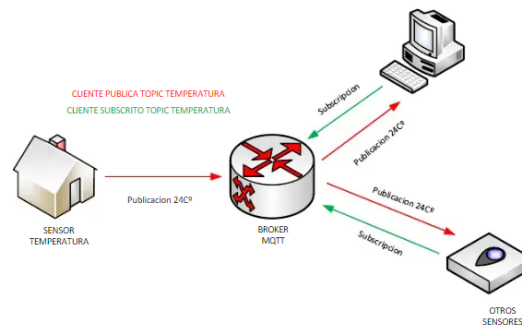 CLIENTE PUBLICA TOPIC TEMPERATURA
CLIENTE SUBSCRITO TOPIC TEMPERATURA
Subscripcion
Publicacion 24Cº
Publicacion 24Cº
SENSOR
TEMPERATURA
BROKER
MQTT
Publicacion 24Cº
Subscripcion
OTROS
SENSORES